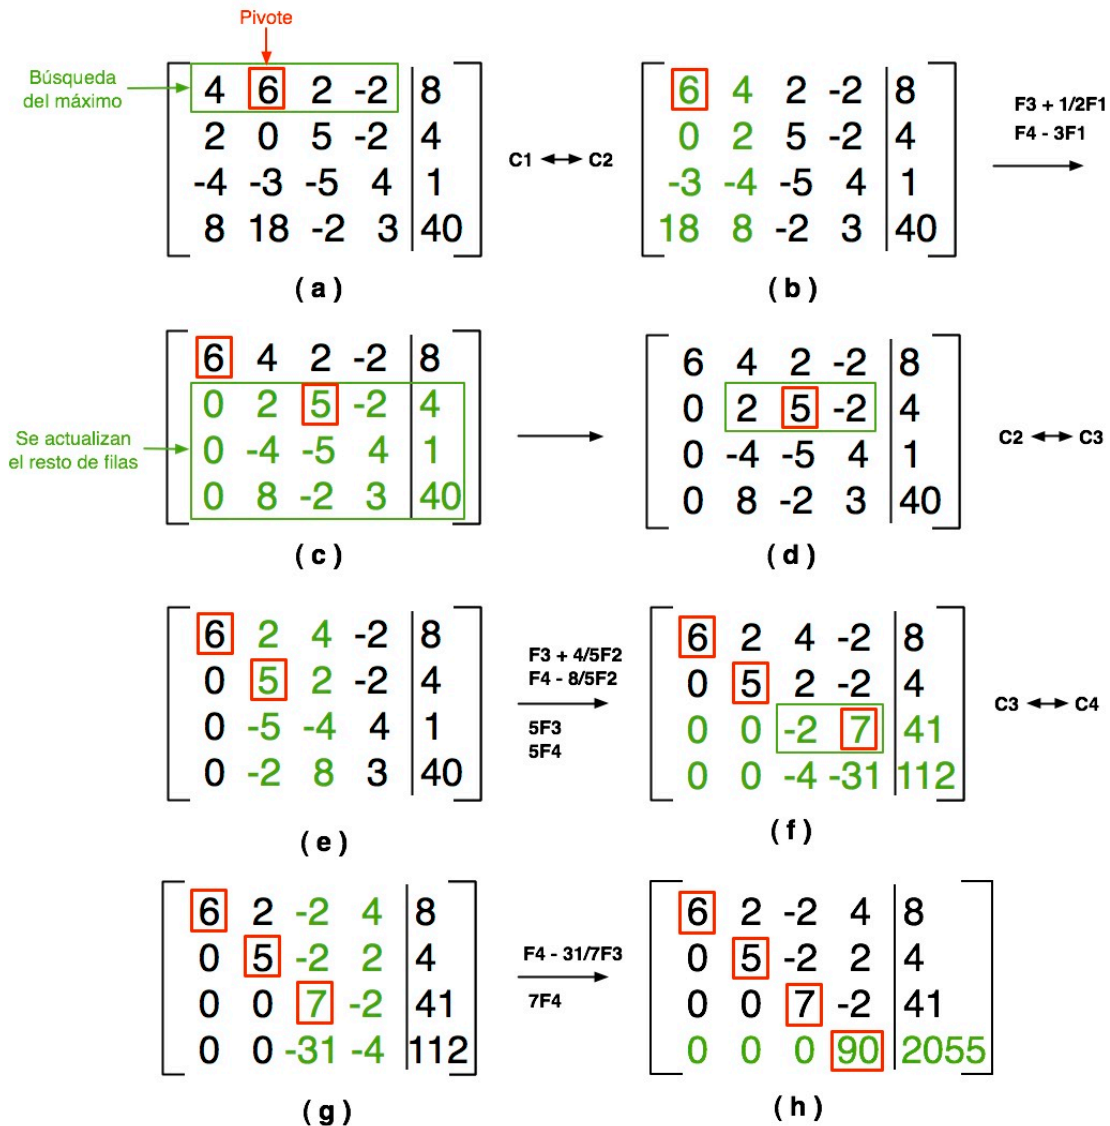 Pivote
Búsqueda
del máximo
4 6 2 -2 8
2 0 5 -2 4
-4 -3 -5 4 1
8 18 -2 3 40
( a )
C1 ↔ C2
6 4 2 -2 8
0 2 5 -2 4
-3 -4 -5 4 1
18 8 -2 3 40
( b )
F3 + 1/2F1
F4 - 3F1
Se actualizan
el resto de filas
6 4 2 -2 8
0 2 5 -2 4
0 -4 -5 4 1
0 8 -2 3 40
( c )
6 4 2 -2 8
0 2 5 -2 4
0 -4 -5 4 1
0 8 -2 3 40
( d )
C2 ↔ C3
6 2 4 -2 8
0 5 2 -2 4
0 -5 -4 4 1
0 -2 8 3 40
( e )
F3 + 4/5F2
F4 - 8/5F2
5F3
5F4
6 2 4 -2 8
0 5 2 -2 4
0 0 -2 7 41
0 0 -4 -31 112
( f )
C3 ↔ C4
6 2 -2 4 8
0 5 -2 2 4
0 0 7 -2 41
0 0 -31 -4 112
( g )
F4 - 31/7F3
7F4
6 2 -2 4 8
0 5 -2 2 4
0 0 7 -2 41
0 0 0 90 2055
( h )